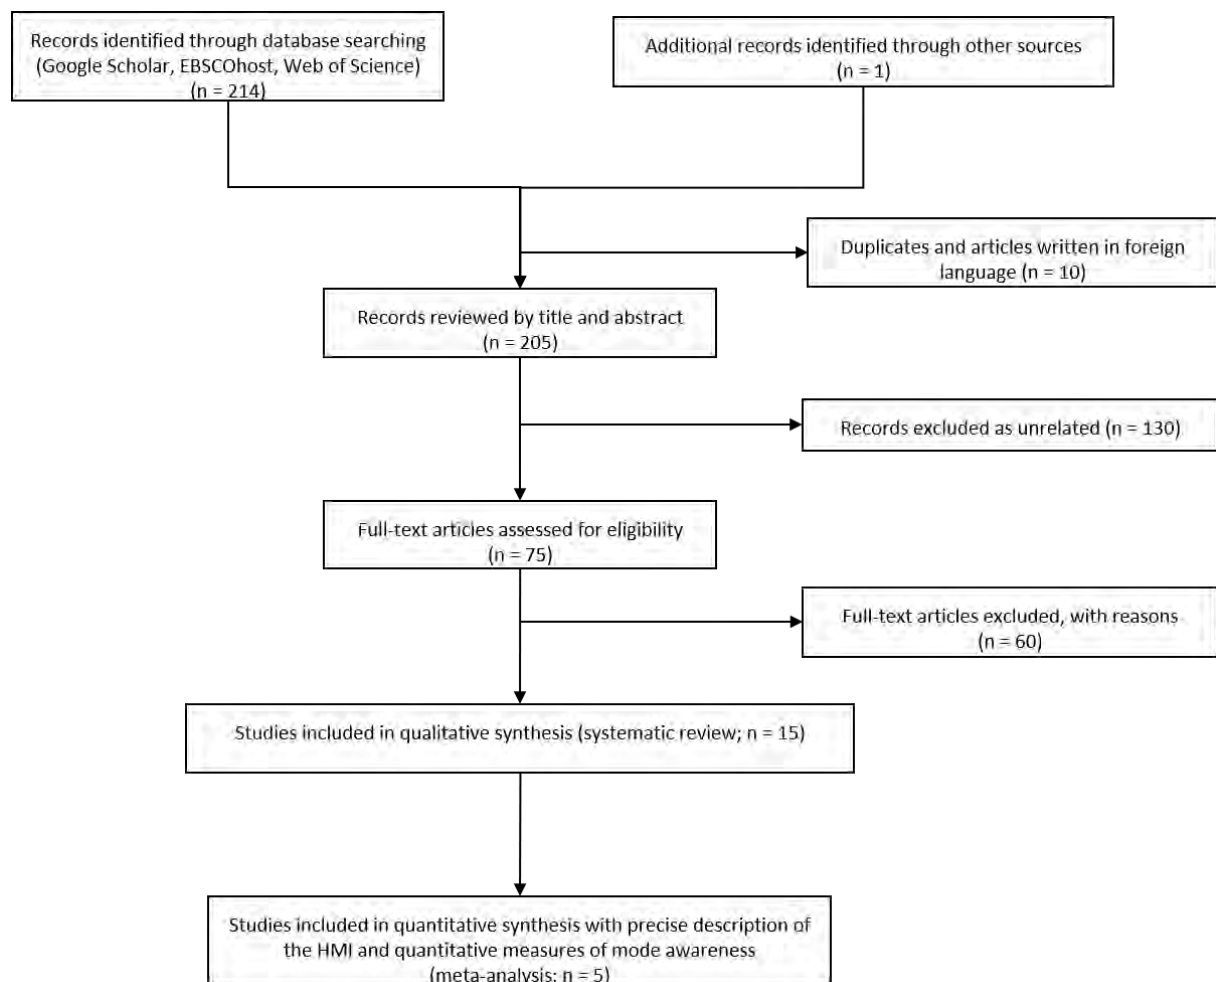 Records identified through database searching
(Google Scholar, EBSCOhost, Web of Science)
(n = 214)
Additional records identified through other sources
(n = 1)
Duplicates and articles written in foreign
language (n = 10)
Records reviewed by title and abstract
(n = 205)
Records excluded as unrelated (n = 130)
Full-text articles assessed for eligibility
(n = 75)
Full-text articles excluded, with reasons
(n = 60)
Studies included in qualitative synthesis (systematic review; n = 15)
Studies included in quantitative synthesis with precise description of
the HMI and quantitative measures of mode awareness
(meta-analysis; n = 5)